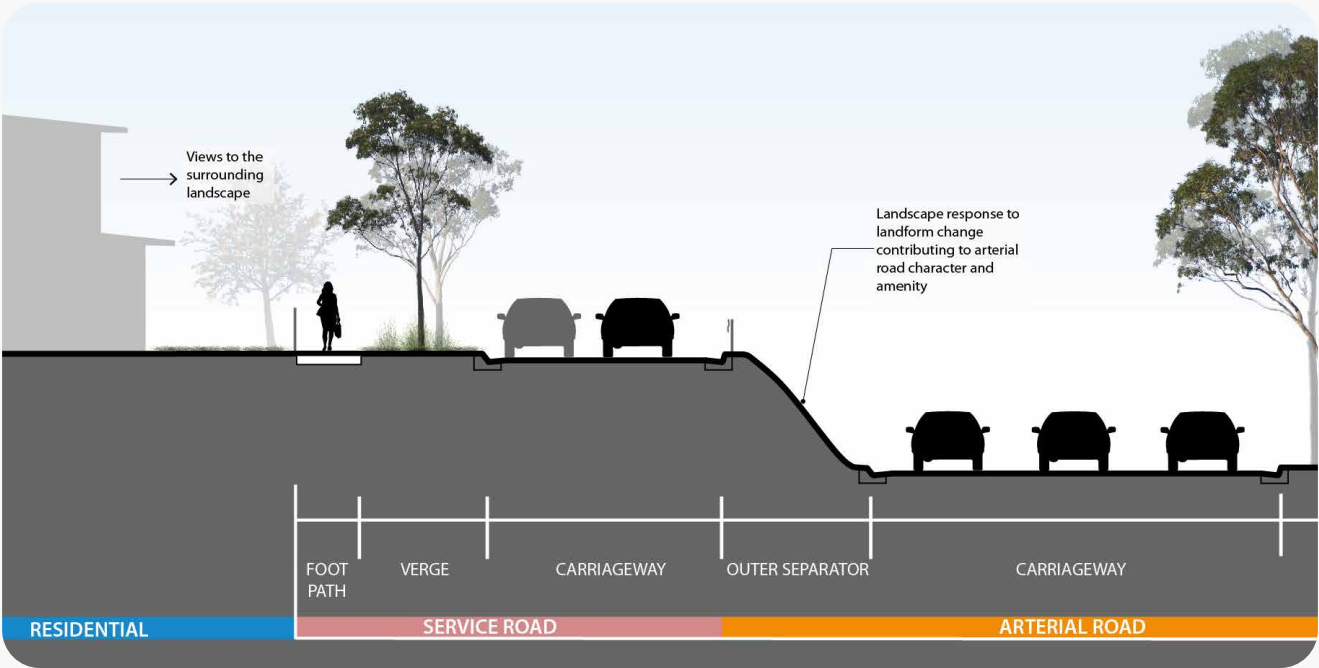 Views to the
surrounding
landscape
Landscape response to
landform change
contributing to arterial
road character and
amenity
FOOT
PATH
VERGE
CARRIAGEWAY
OUTER SEPARATOR
CARRIAGEWAY
RESIDENTIAL
SERVICE ROAD
ARTERIAL ROAD